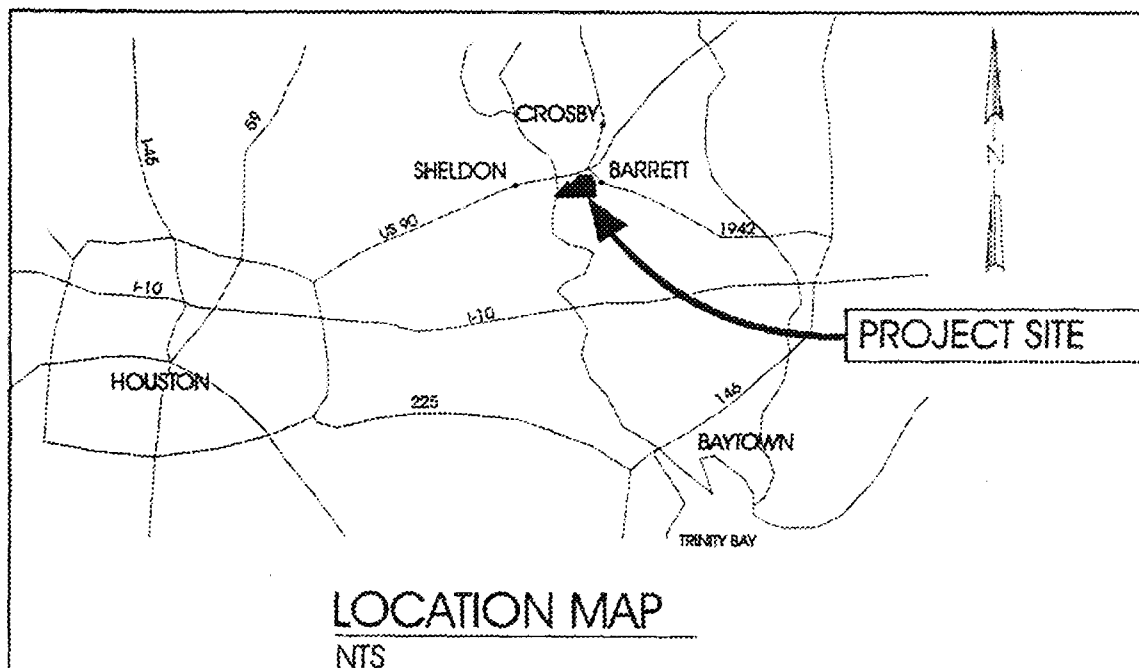 CROSBY
59
I-45
SHELDON
BARRETT
US 90
1942
N
I-10
I-10
PROJECT SITE
HOUSTON
225
146
BAYTOWN
TRINITY BAY
LOCATION MAP
NTS